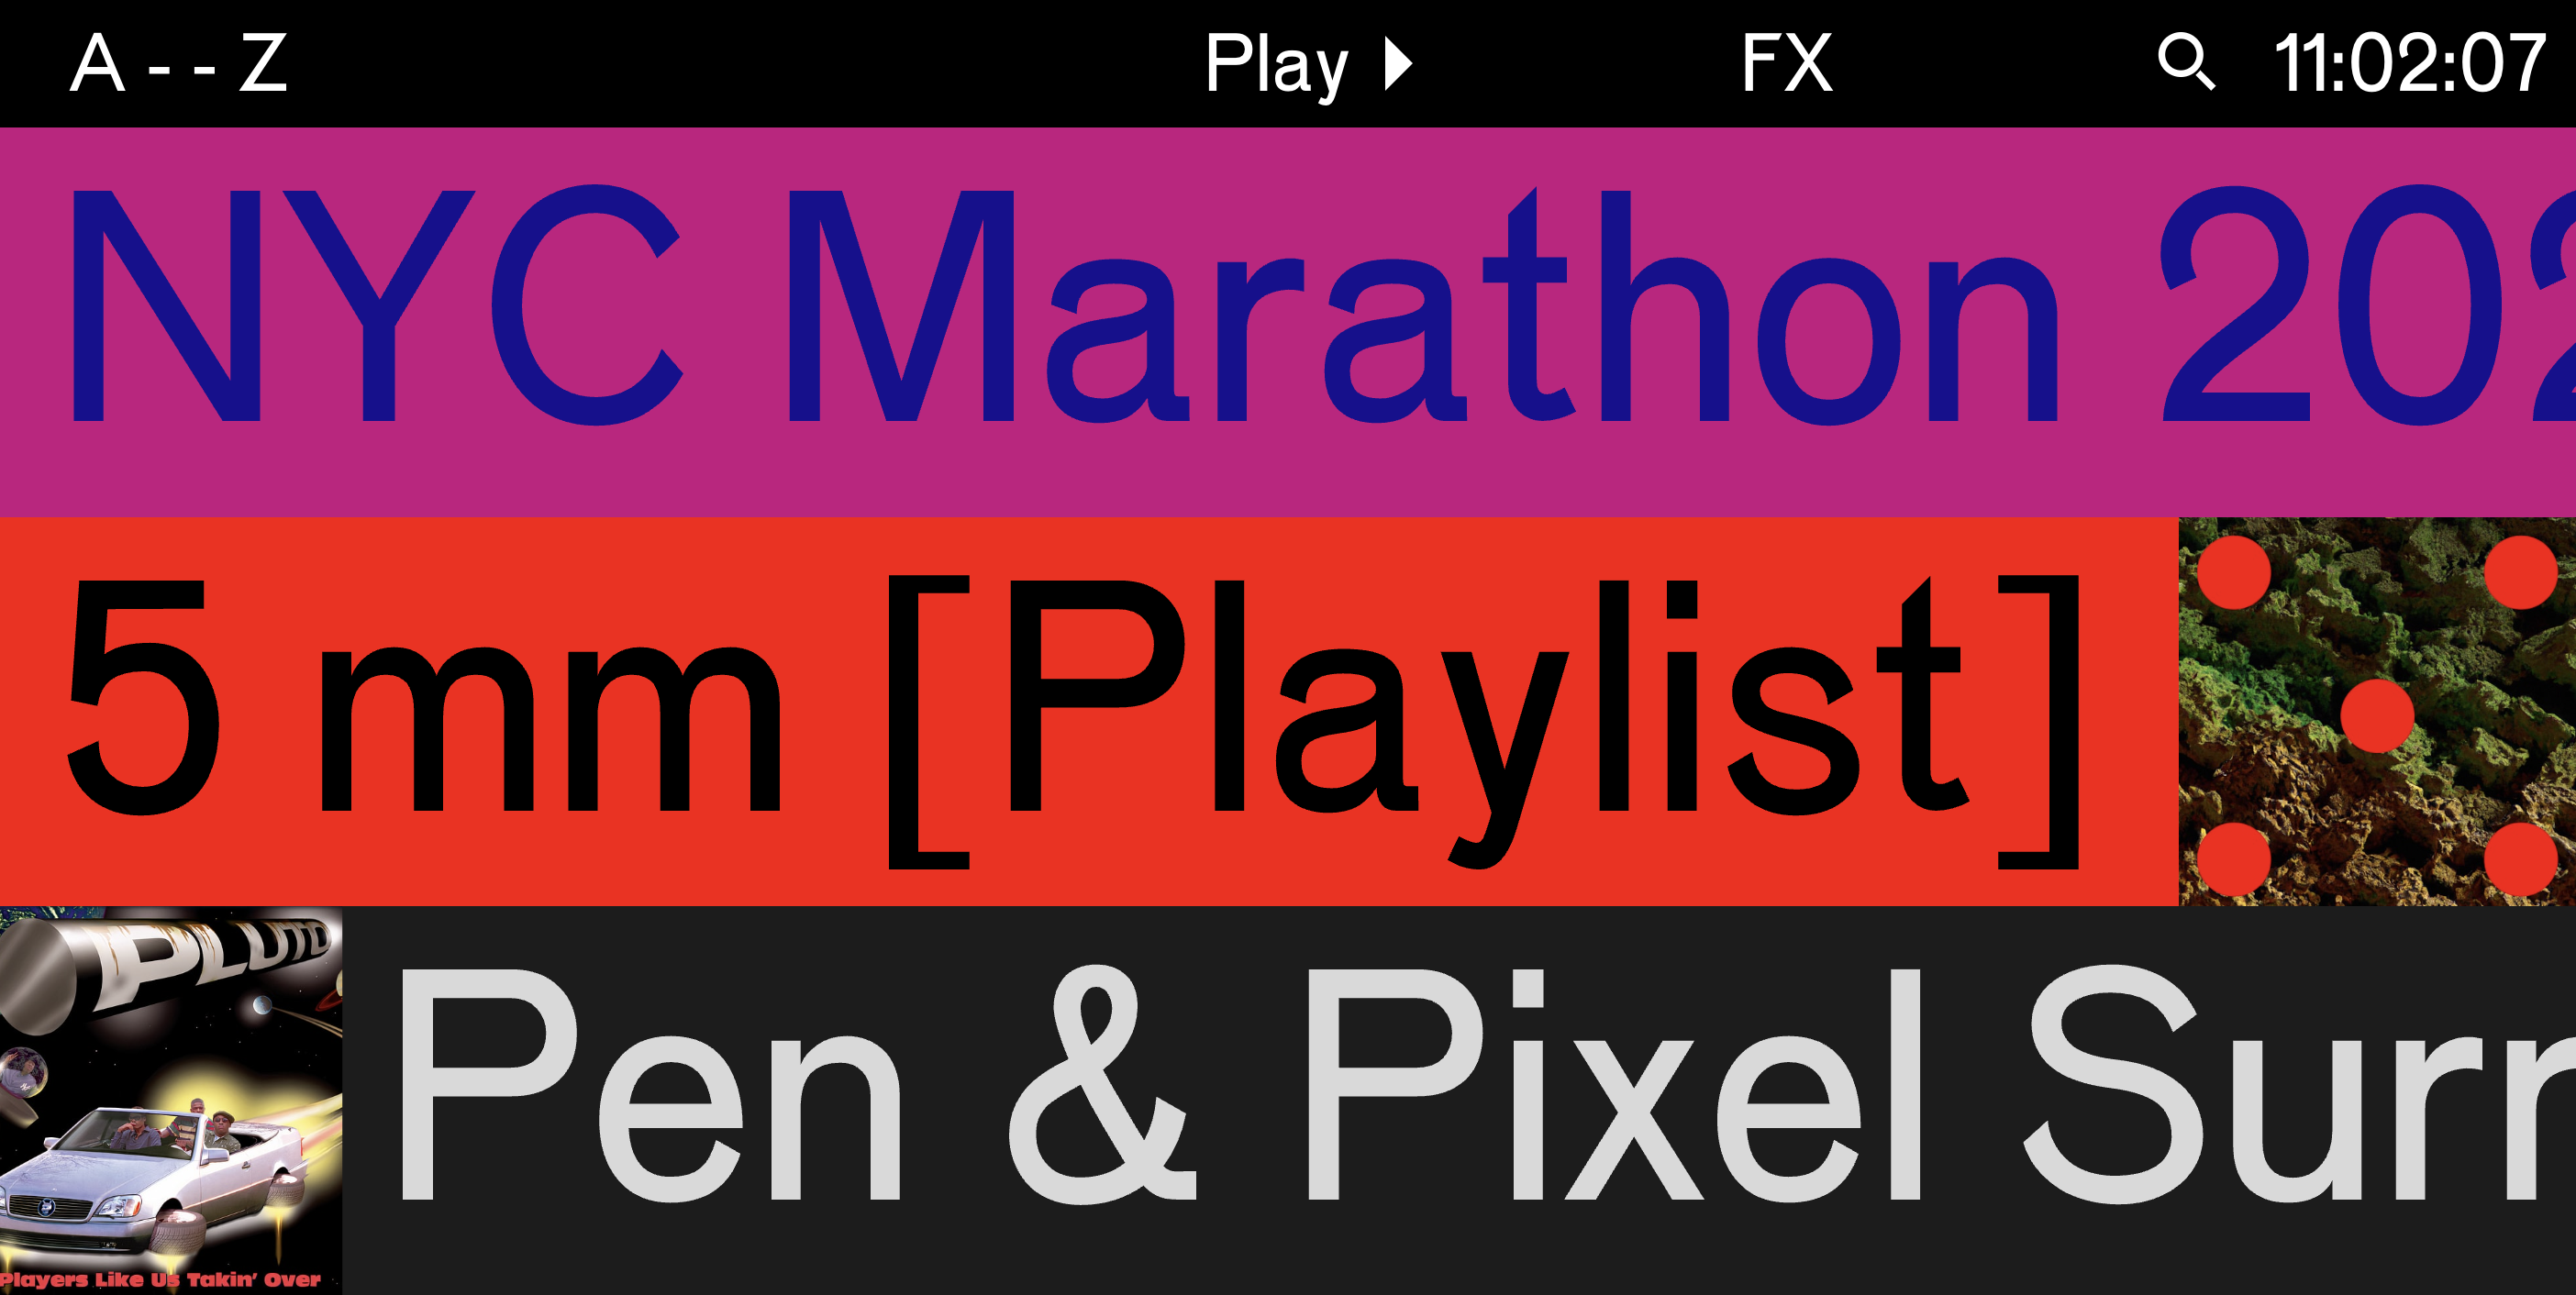 A - - Z Play FX 11:02:07
NYC Marathon 202
5 mm [Playlist]
PLUTO
Pen & Pixel Surr
Players Like Us Takin' Over